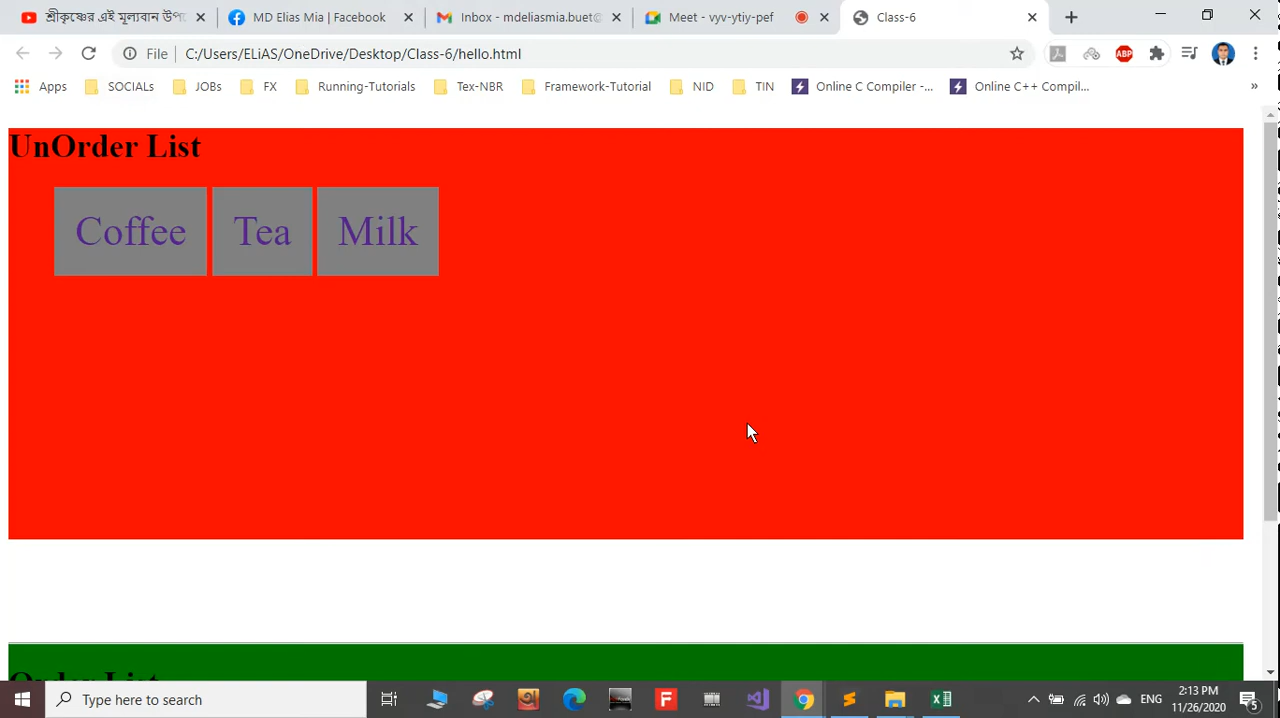 শ্রীকৃষ্ণের এই মূল্যবান উপ
MD Elias Mia | Facebook
Inbox - mdeliasmia.buet@
Meet - vyv-ytiy-pef
Class-6
File
C:/Users/ELiAS/OneDrive/Desktop/Class-6/hello.html
ABP
Apps
SOCIALs
JOBs
FX
Running-Tutorials
Tex-NBR
Framework-Tutorial
NID
TIN
Online C Compiler -...
Online C++ Compil...
»
UnOrder List
Coffee
Tea
Milk
Order List
Type here to search
ENG
2:13 PM
11/26/2020
5